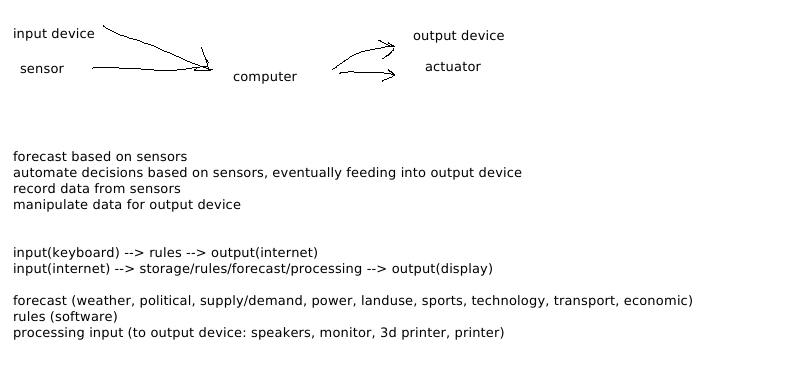 input device
output device
sensor
actuator
computer
forecast based on sensors
automate decisions based on sensors, eventually feeding into output device
record data from sensors
manipulate data for output device
input(keyboard) --> rules --> output(internet)
input(internet) --> storage/rules/forecast/processing --> output(display)
forecast (weather, political, supply/demand, power, landuse, sports, technology, transport, economic)
rules (software)
processing input (to output device: speakers, monitor, 3d printer, printer)